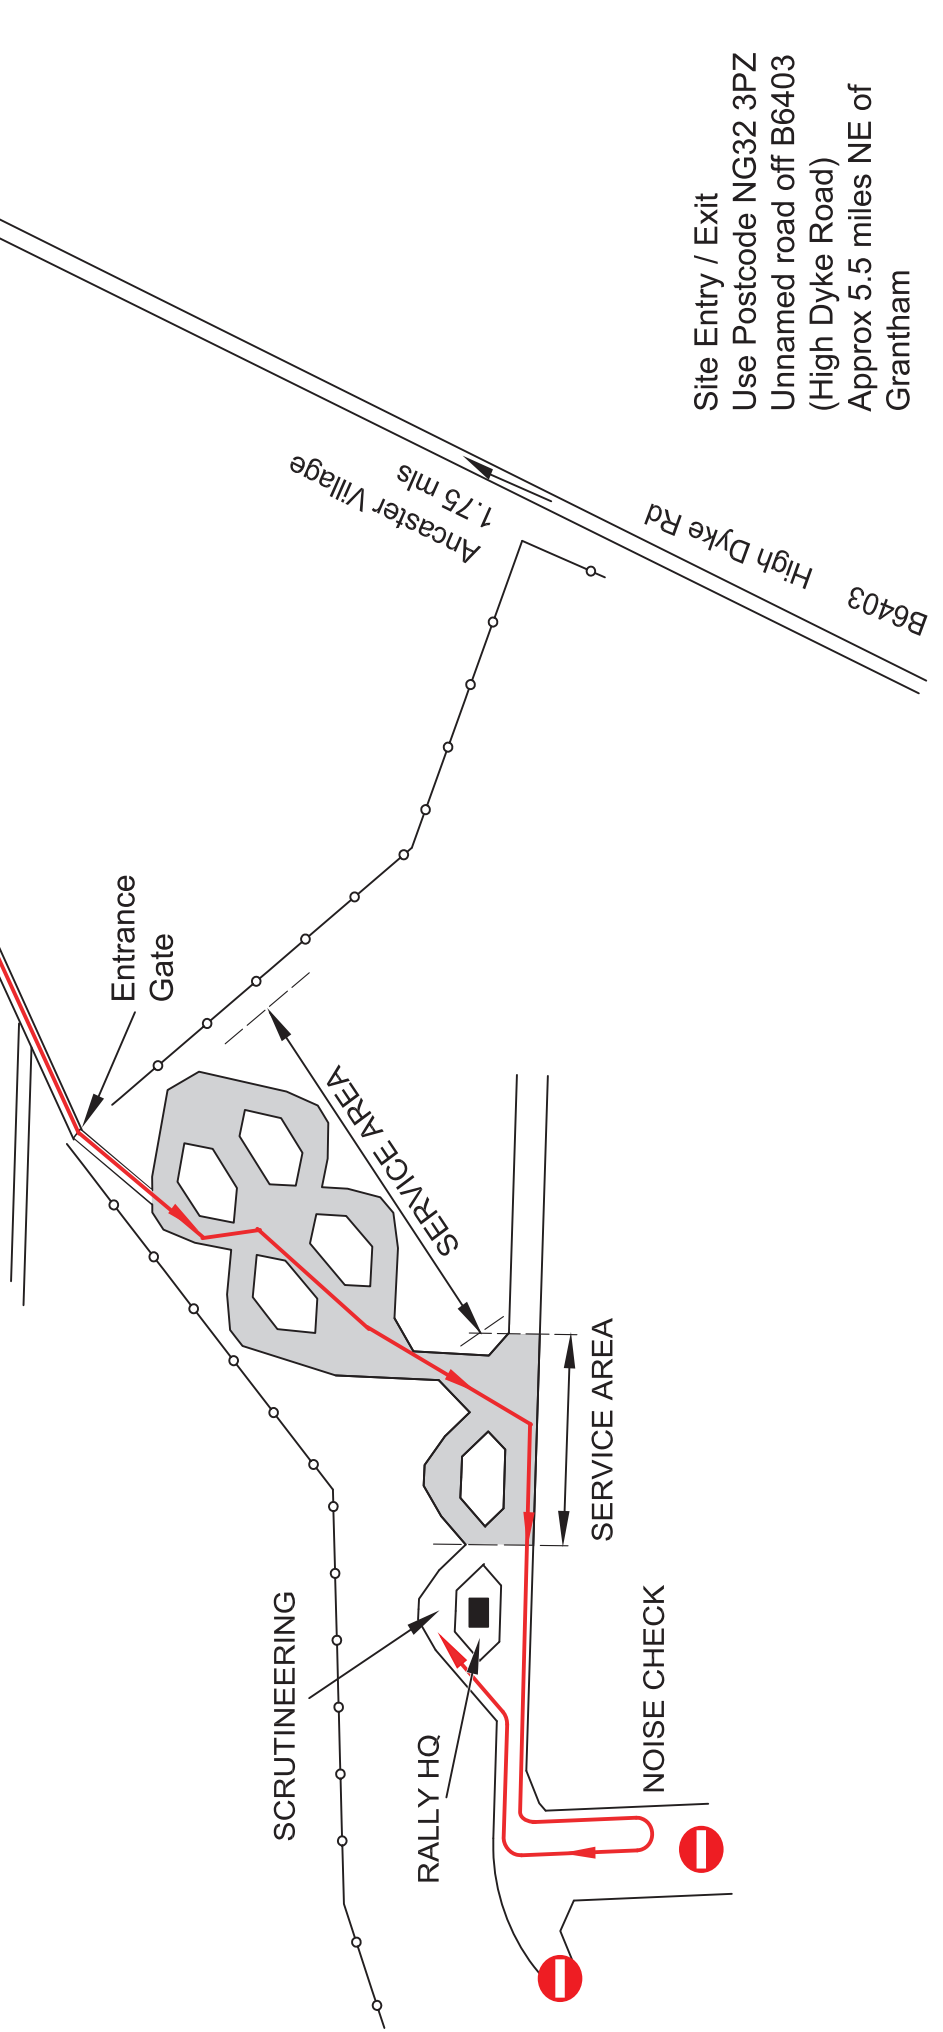 Site Entry / Exit
Use Postcode NG32 3PZ
Unnamed road off B6403
(High Dyke Road)
Approx 5.5 miles NE of
Grantham
Ancaster Village
1.75 mls
B6403
High Dyke Rd
Entrance
Gate
SERVICE AREA
SERVICE AREA
SCRUTINEERING
RALLY HQ
NOISE CHECK